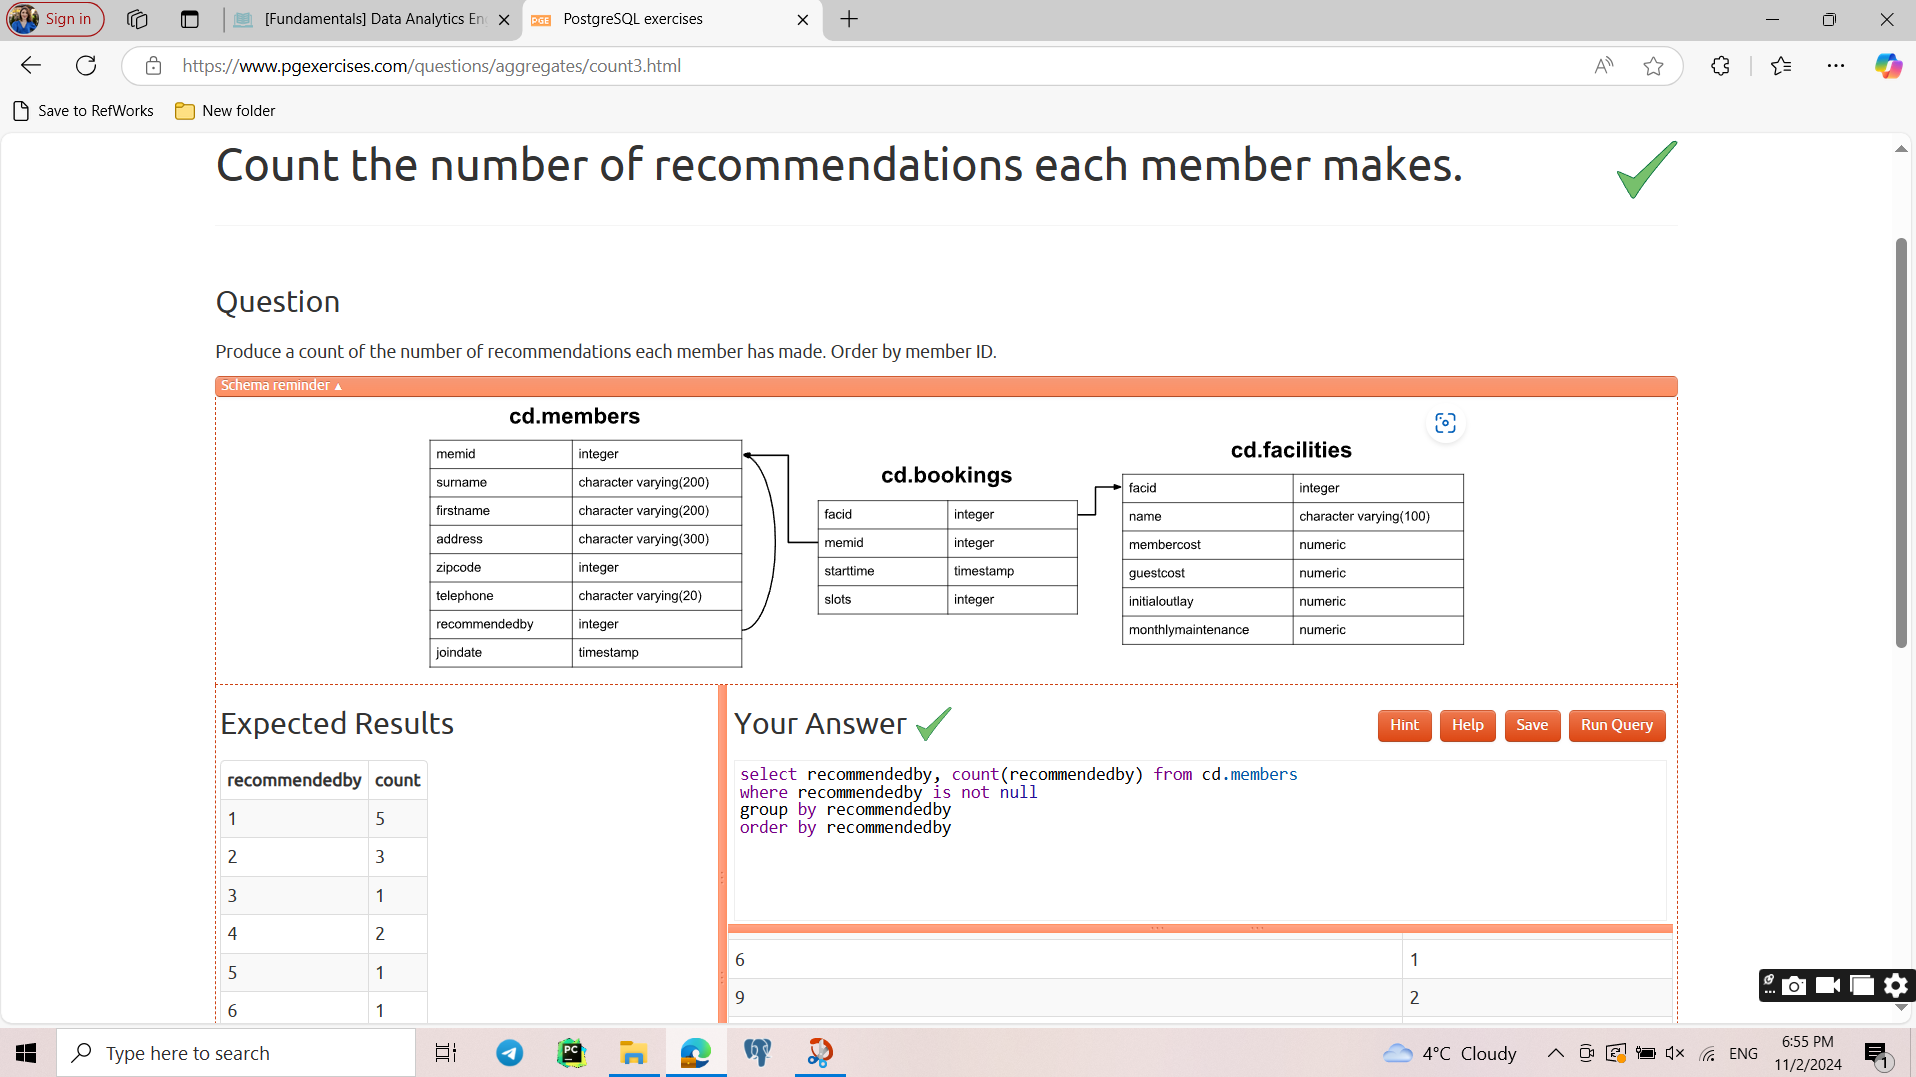 Sign in
[Fundamentals] Data Analytics En
PGE PostgreSQL exercises
https://www.pgexercises.com/questions/aggregates/count3.html
Save to RefWorks
New folder
Count the number of recommendations each member makes.
Question
Produce a count of the number of recommendations each member has made. Order by member ID.
Schema reminder ▴
cd.members
memid integer
surname character varying(200)
firstname character varying(200)
address character varying(300)
zipcode integer
telephone character varying(20)
recommendedby integer
joindate timestamp
cd.bookings
facid integer
memid integer
starttime timestamp
slots integer
cd.facilities
facid integer
name character varying(100)
membercost numeric
guestcost numeric
initialoutlay numeric
monthlymaintenance numeric
Expected Results
recommendedby count
1 5
2 3
3 1
4 2
5 1
6 1
Your Answer
Hint Help Save Run Query
select recommendedby, count(recommendedby) from cd.members
where recommendedby is not null
group by recommendedby
order by recommendedby
6 1
9 2
Type here to search
PC
4°C Cloudy
ENG
6:55 PM
11/2/2024
1